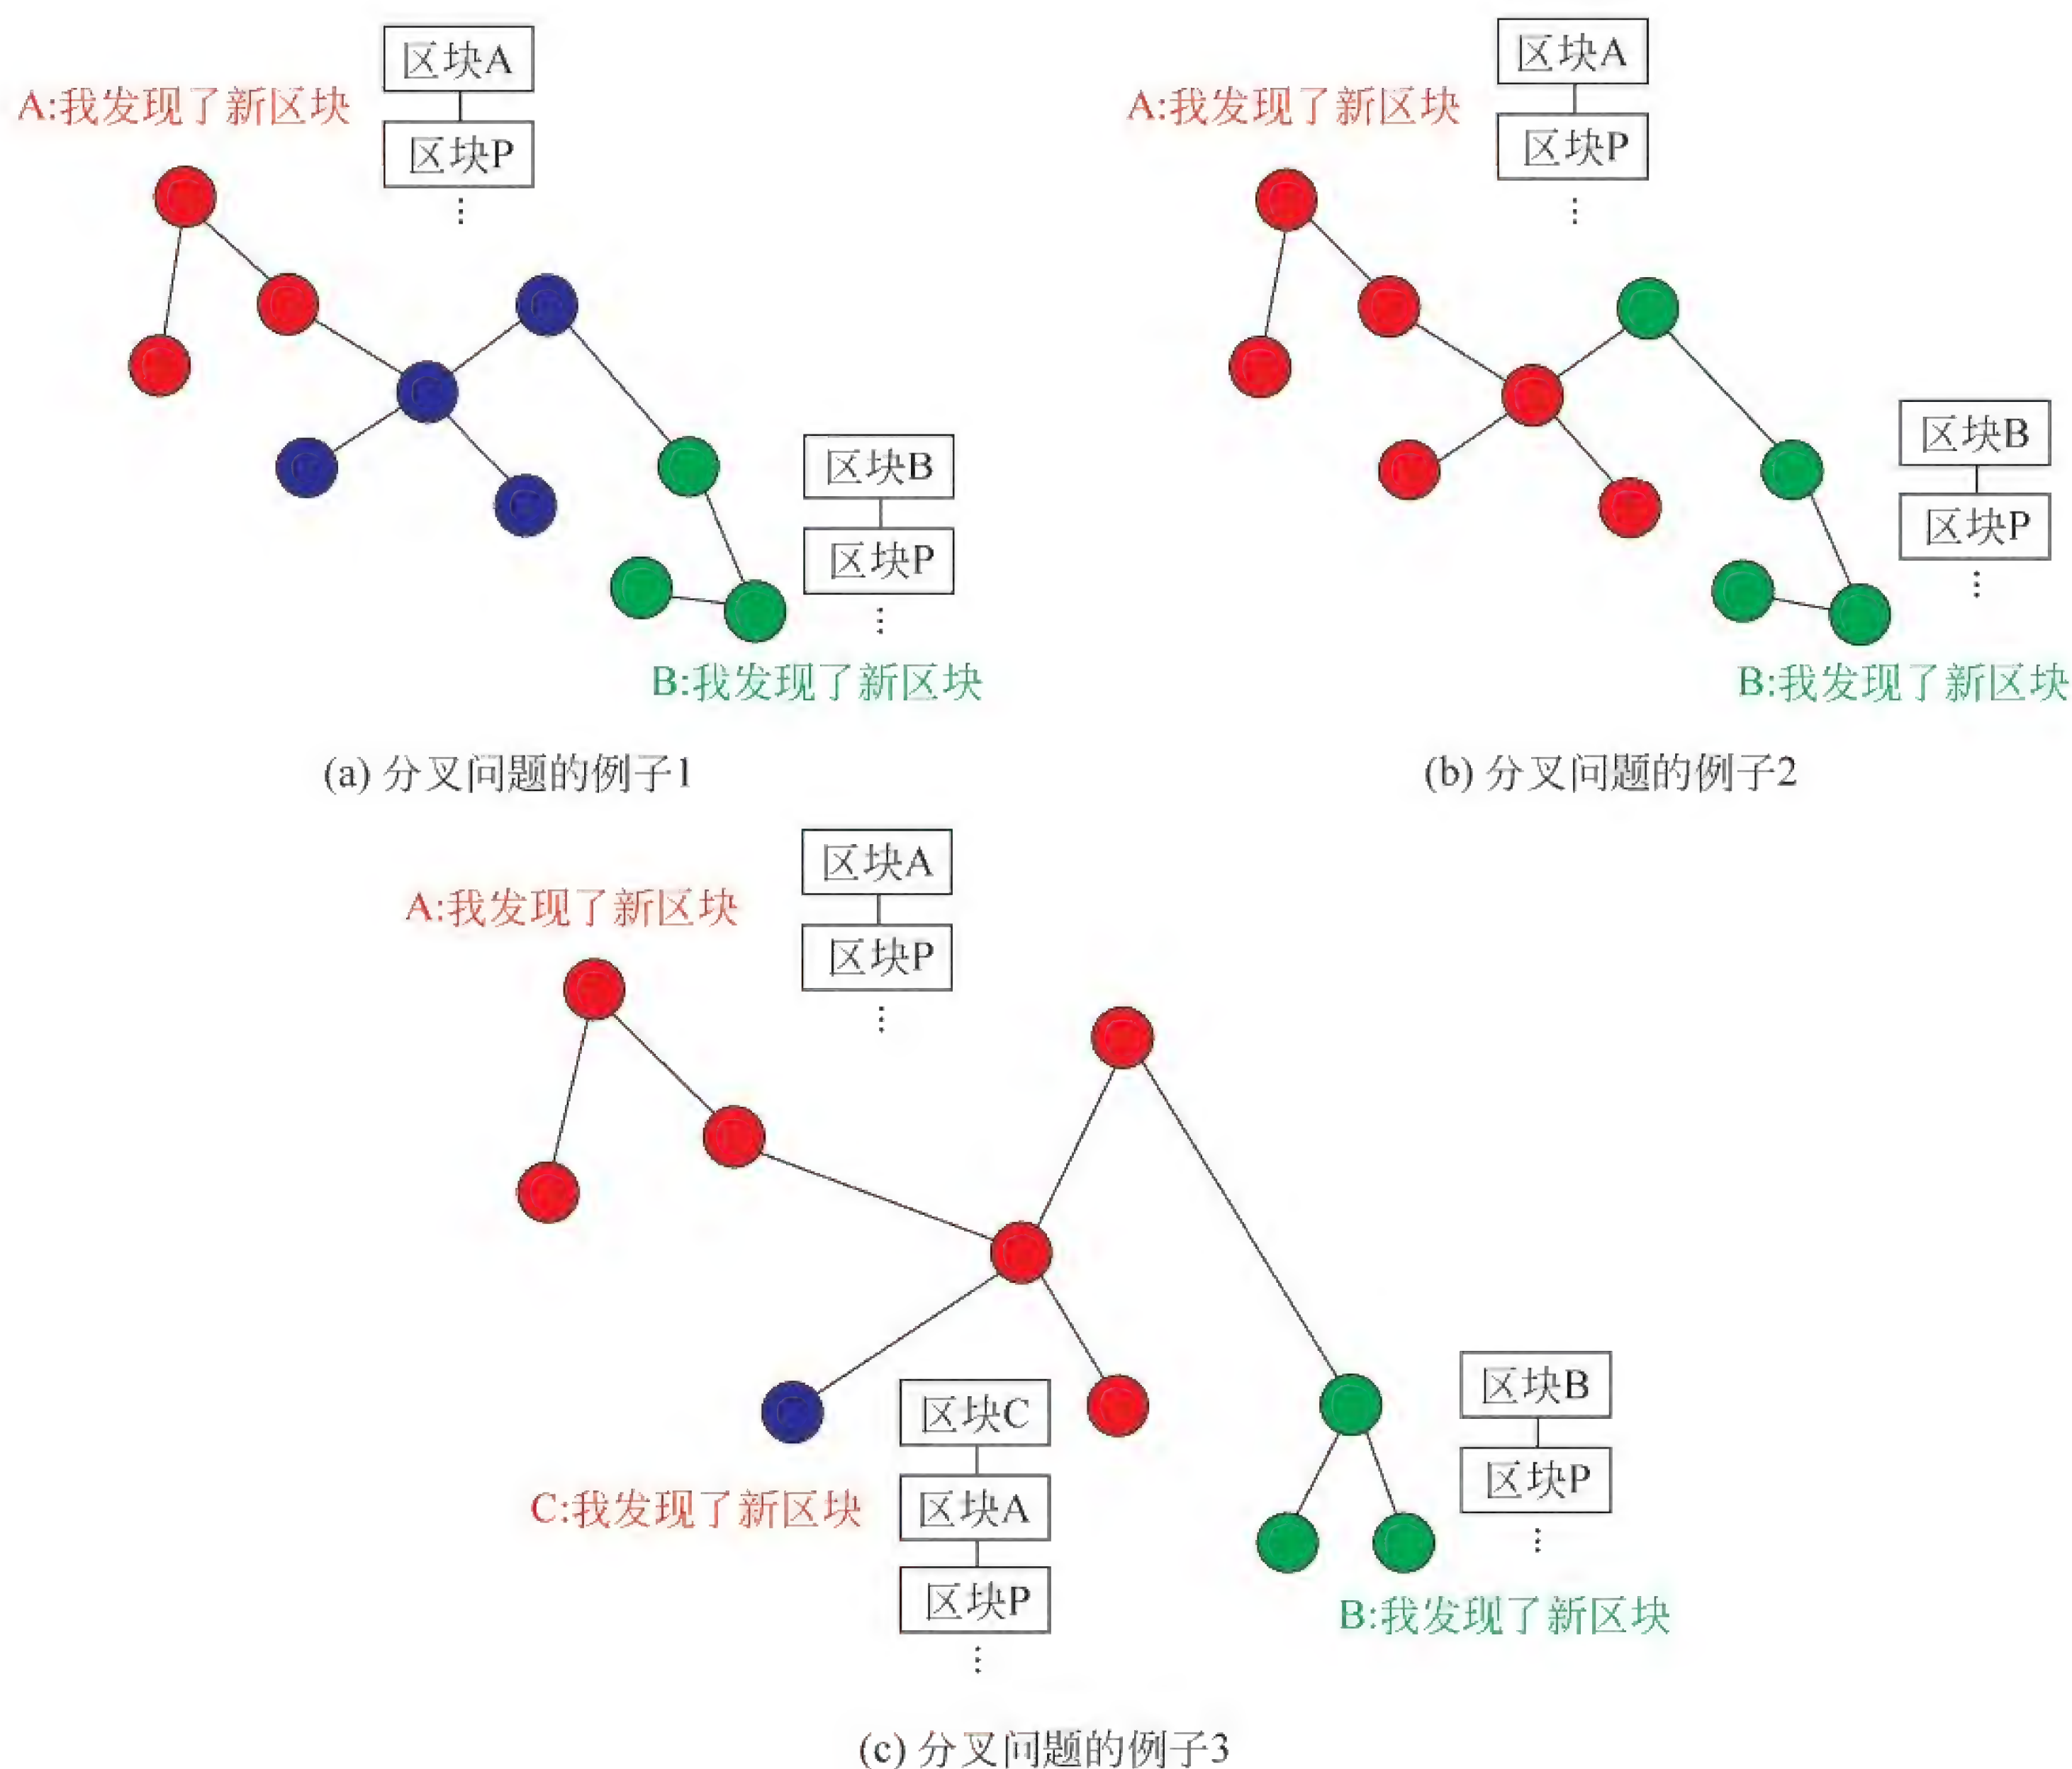 区块A
A:我发现了新区块
区块P
⋮
区块B
区块P
⋮
B:我发现了新区块
(a) 分叉问题的例子1
区块A
A:我发现了新区块
区块P
⋮
区块B
区块P
⋮
B:我发现了新区块
(b) 分叉问题的例子2
区块A
A:我发现了新区块
区块P
⋮
区块C
C:我发现了新区块
区块A
区块P
⋮
区块B
区块P
⋮
B:我发现了新区块
(c) 分叉问题的例子3